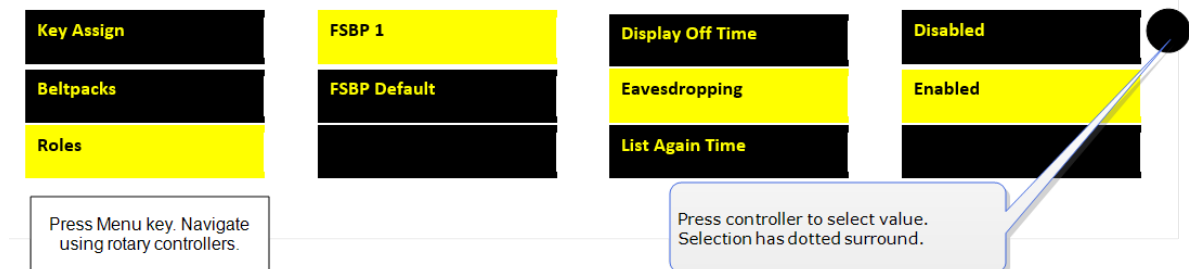 Key Assign
Beltpacks
Roles
FSBP 1
FSBP Default
Display Off Time
Eavesdropping
List Again Time
Disabled
Enabled
Press Menu key. Navigate
using rotary controllers.
Press controller to select value.
Selection has dotted surround.